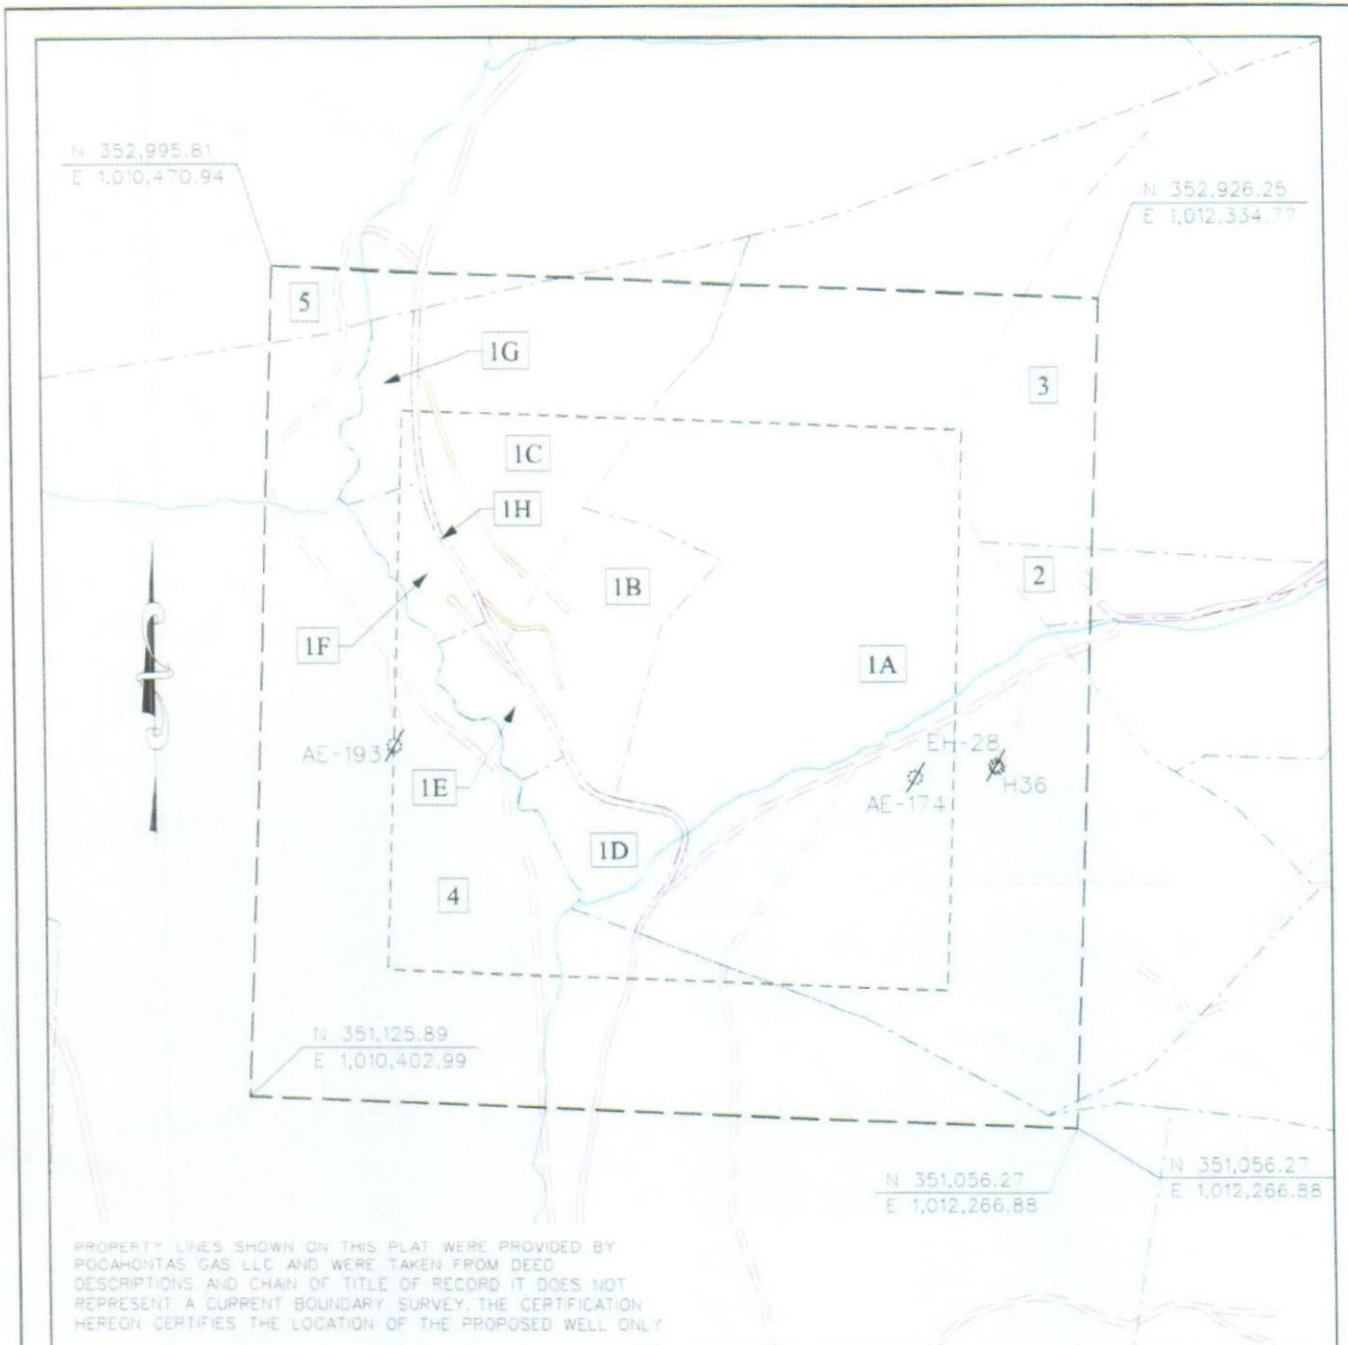 N 352,995.81
E 1,010,470.94
N 352,926.25
E 1,012,334.77
5
1G
3
1C
1H
2
1B
1F
1A
AE-193
EH-28
H36
AE-174
1E
1D
4
N 351,125.89
E 1,010,402.99
N 351,056.27
E 1,012,266.88
N 351,056.27
E 1,012,266.88
PROPERTY LINES SHOWN ON THIS PLAT WERE PROVIDED BY
POCAHONTAS GAS LLC AND WERE TAKEN FROM DEED
DESCRIPTIONS AND CHAIN OF TITLE OF RECORD IT DOES NOT
REPRESENT A CURRENT BOUNDARY SURVEY. THE CERTIFICATION
HEREON CERTIFIES THE LOCATION OF THE PROPOSED WELL ONLY